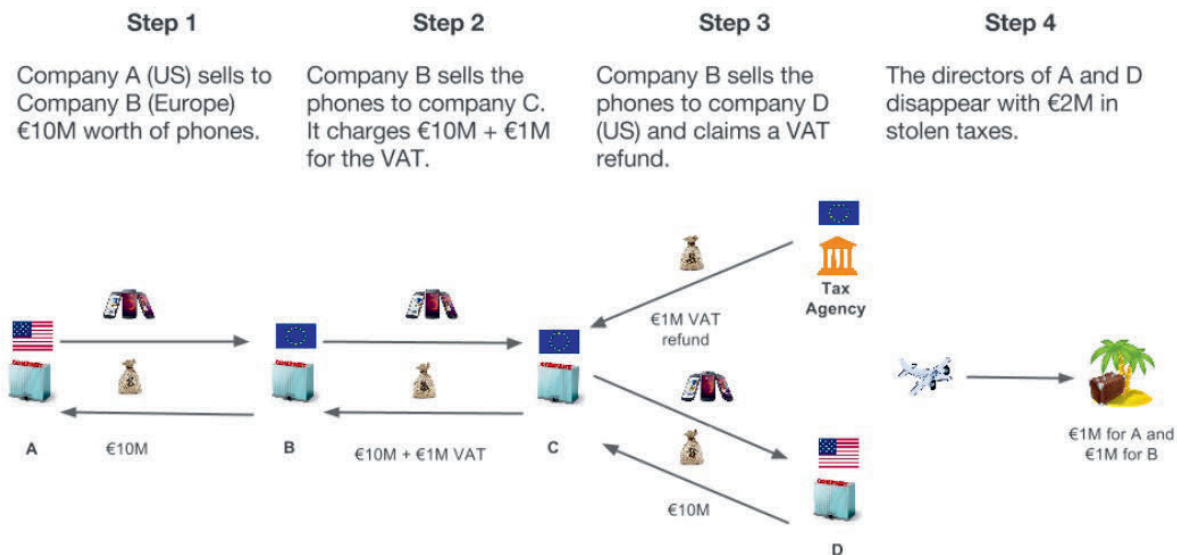 Step 1
Company A (US) sells to
Company B (Europe)
€10M worth of phones.
Step 2
Company B sells the
phones to company C.
It charges €10M + €1M
for the VAT.
Step 3
Company B sells the
phones to company D
(US) and claims a VAT
refund.
Step 4
The directors of A and D
disappear with €2M in
stolen taxes.
Tax
Agency
€1M VAT
refund
A
€10M
B
€10M + €1M VAT
C
€10M
D
€1M for A and
€1M for B